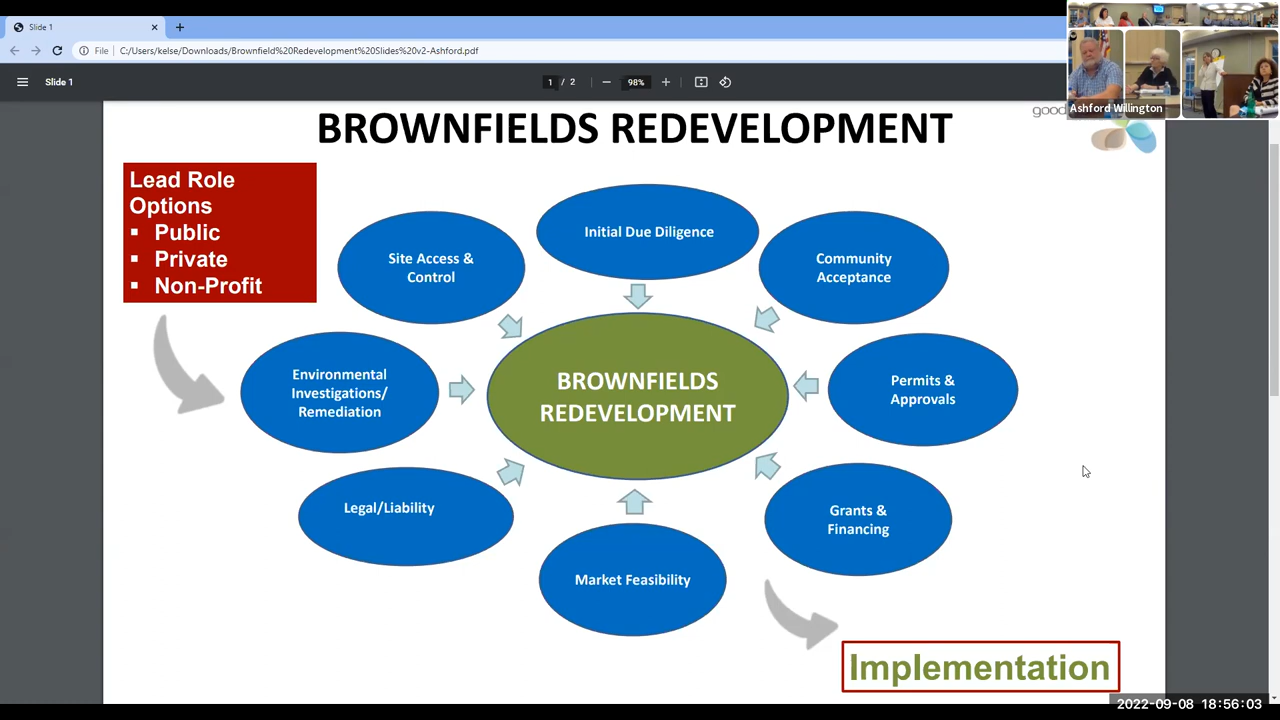 Slide 1
File
C:/Users/kelse/Downloads/Brownfield%20Redevelopment%20Slides%20v2-Ashford.pdf
Slide 1
1 / 2
98%
Ashford Willington
good
BROWNFIELDS REDEVELOPMENT
Lead Role
Options
▪ Public
▪ Private
▪ Non-Profit
Initial Due Diligence
Site Access &
Control
Community
Acceptance
Environmental
Investigations/
Remediation
BROWNFIELDS
REDEVELOPMENT
Permits &
Approvals
Legal/Liability
Grants &
Financing
Market Feasibility
Implementation
2022-09-08 18:56:03